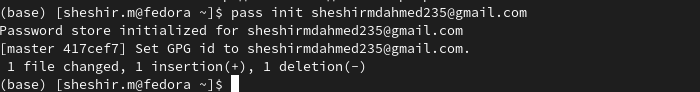 (base) [sheshir.m@fedora ~]$ pass init sheshirmdahmed235@gmail.com
Password store initialized for sheshirmdahmed235@gmail.com
[master 417cef7] Set GPG id to sheshirmdahmed235@gmail.com.
 1 file changed, 1 insertion(+), 1 deletion(-)
(base) [sheshir.m@fedora ~]$